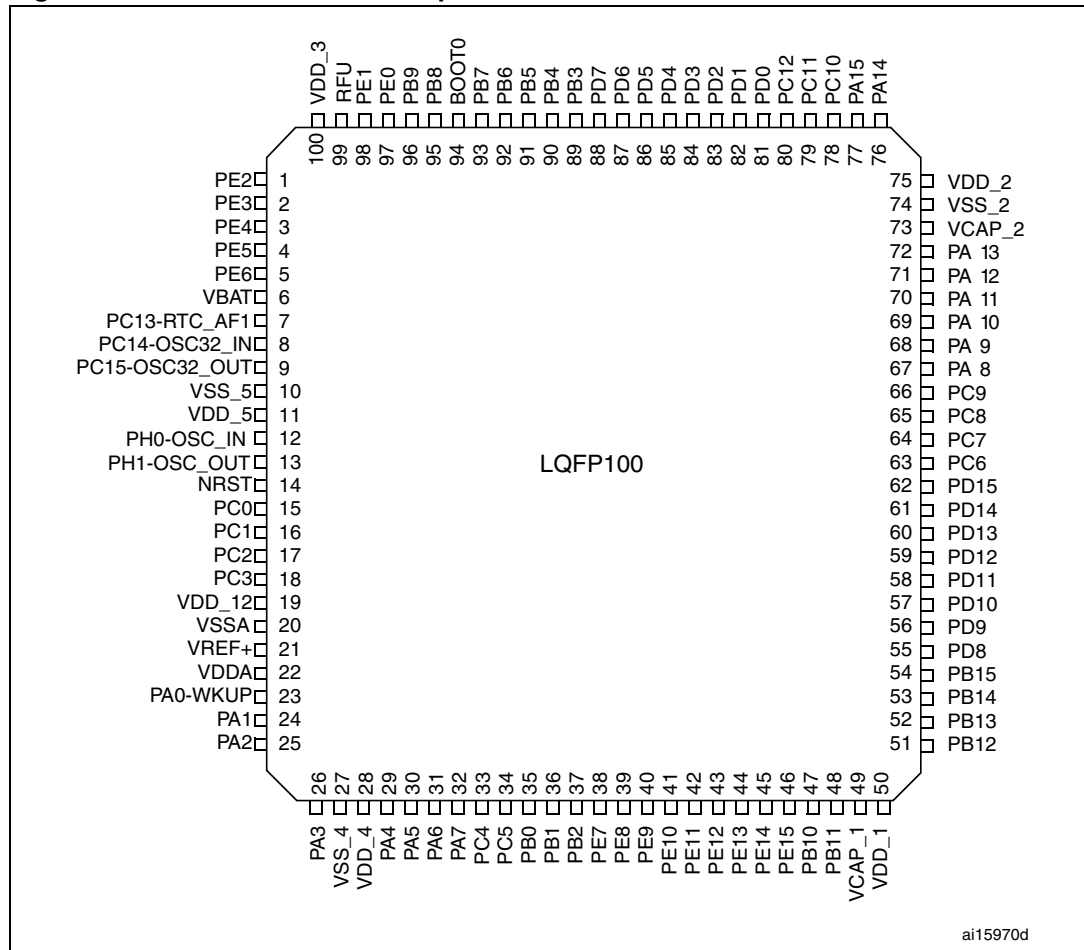 VDD_3
RFU
PE1
PE0
PB9
PB8
BOOT0
PB7
PB6
PB5
PB4
PB3
PD7
PD6
PD5
PD4
PD3
PD2
PD1
PD0
PC12
PC11
PC10
PA15
PA14
100
99
98
97
96
95
94
93
92
91
90
89
88
87
86
85
84
83
82
81
80
79
78
77
76
PE2 1
PE3 2
PE4 3
PE5 4
PE6 5
VBAT 6
PC13-RTC_AF1 7
PC14-OSC32_IN 8
PC15-OSC32_OUT 9
VSS_5 10
VDD_5 11
PH0-OSC_IN 12
PH1-OSC_OUT 13
NRST 14
PC0 15
PC1 16
PC2 17
PC3 18
VDD_12 19
VSSA 20
VREF+ 21
VDDA 22
PA0-WKUP 23
PA1 24
PA2 25
LQFP100
75 VDD_2
74 VSS_2
73 VCAP_2
72 PA 13
71 PA 12
70 PA 11
69 PA 10
68 PA 9
67 PA 8
66 PC9
65 PC8
64 PC7
63 PC6
62 PD15
61 PD14
60 PD13
59 PD12
58 PD11
57 PD10
56 PD9
55 PD8
54 PB15
53 PB14
52 PB13
51 PB12
26
27
28
29
30
31
32
33
34
35
36
37
38
39
40
41
42
43
44
45
46
47
48
49
50
PA3
VSS_4
VDD_4
PA4
PA5
PA6
PA7
PC4
PC5
PB0
PB1
PB2
PE7
PE8
PE9
PE10
PE11
PE12
PE13
PE14
PE15
PB10
PB11
VCAP_1
VDD_1
ai15970d